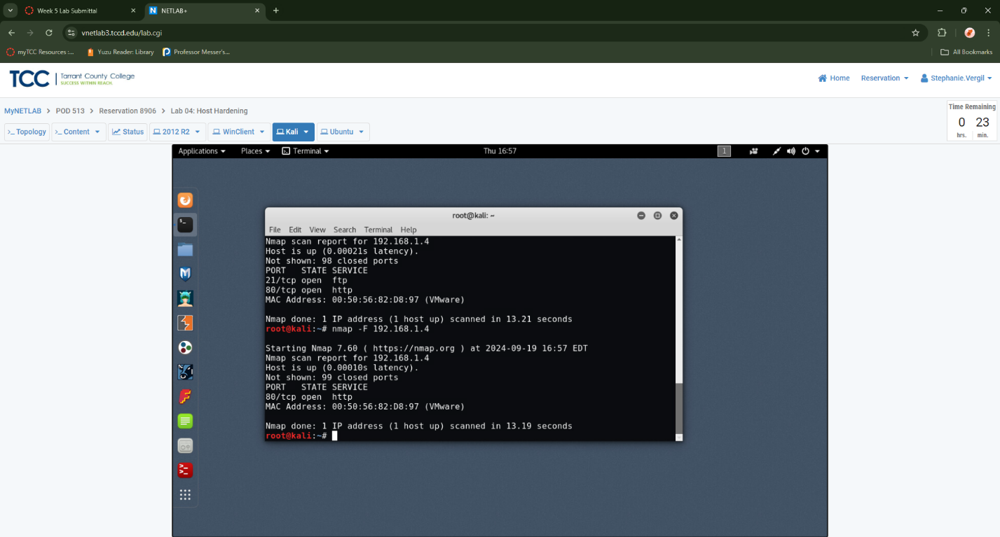 Week 5 Lab Submittal
NETLAB+
vnetlab3.tccd.edu/lab.cgi
myTCC Resources :...
Yuzu Reader: Library
Professor Messer's...
All Bookmarks
TCC Tarrant County College
SUCCESS WITHIN REACH.
Home
Reservation
Stephanie.Vergil
MyNETLAB > POD 513 > Reservation 8906 > Lab 04: Host Hardening
Time Remaining
0 23
hrs. min.
>_ Topology
>_ Content
Status
2012 R2
WinClient
Kali
Ubuntu
Applications
Places
Terminal
Thu 16:57
1
root@kali: ~
File Edit View Search Terminal Help
Nmap scan report for 192.168.1.4
Host is up (0.00021s latency).
Not shown: 98 closed ports
PORT   STATE SERVICE
21/tcp open  ftp
80/tcp open  http
MAC Address: 00:50:56:82:D8:97 (VMware)
Nmap done: 1 IP address (1 host up) scanned in 13.21 seconds
root@kali:~# nmap -F 192.168.1.4
Starting Nmap 7.60 ( https://nmap.org ) at 2024-09-19 16:57 EDT
Nmap scan report for 192.168.1.4
Host is up (0.00010s latency).
Not shown: 99 closed ports
PORT   STATE SERVICE
80/tcp open  http
MAC Address: 00:50:56:82:D8:97 (VMware)
Nmap done: 1 IP address (1 host up) scanned in 13.19 seconds
root@kali:~#